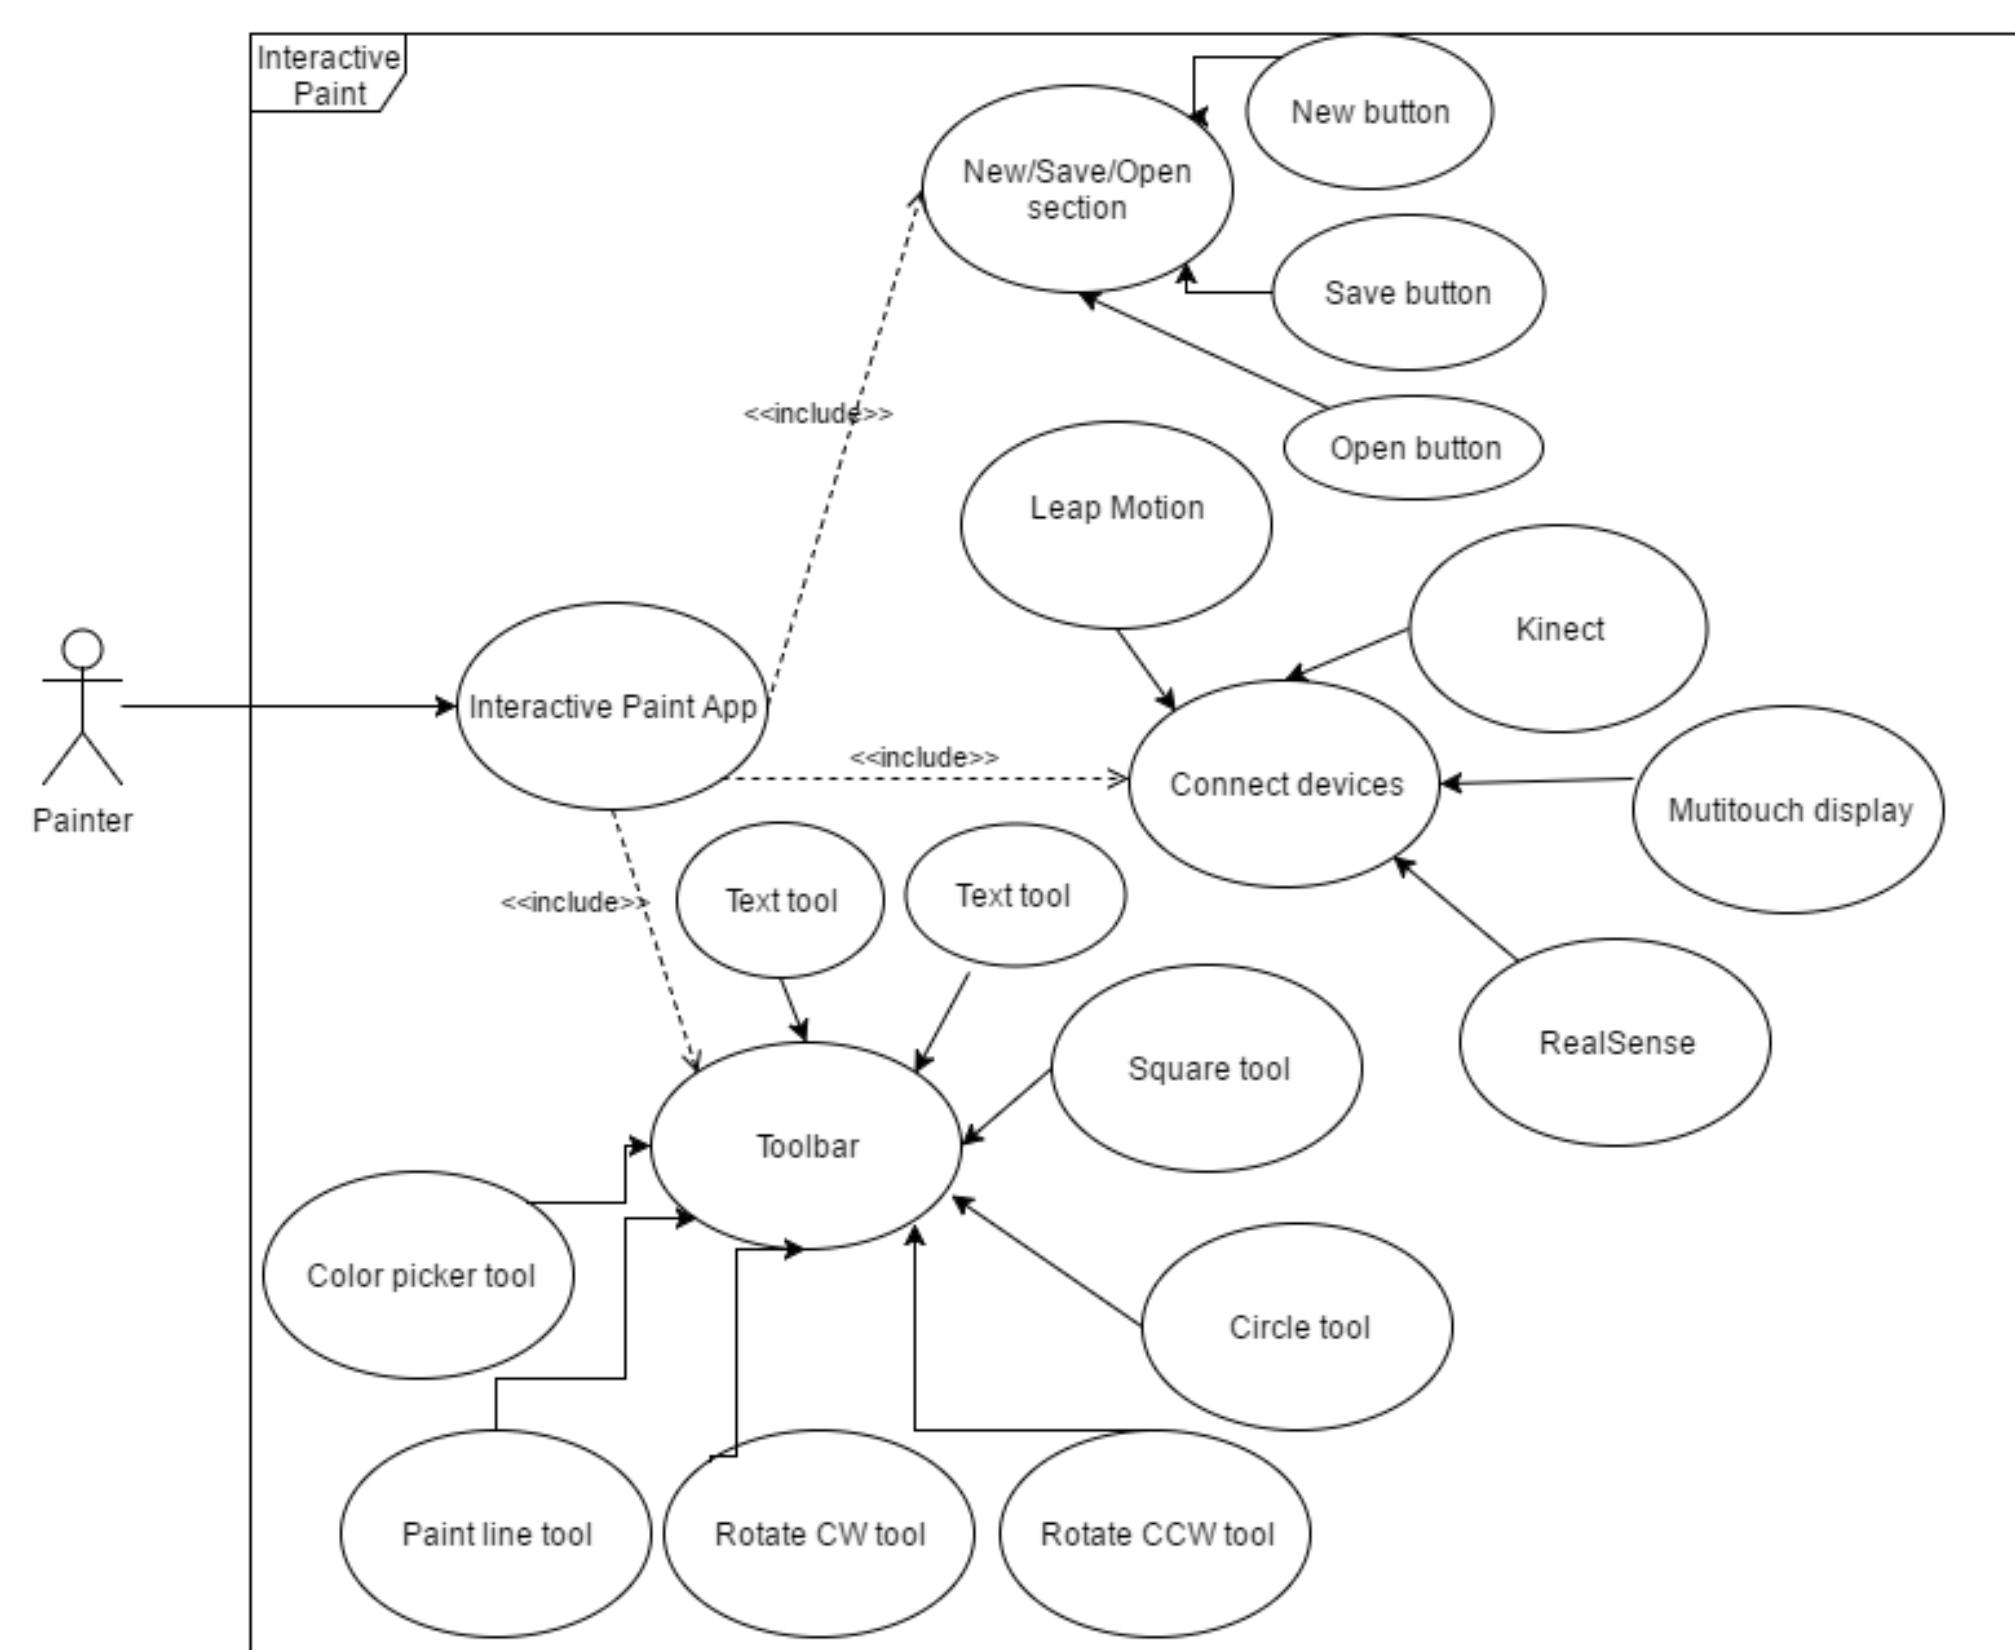 Interactive
Paint
New button
New/Save/Open
section
Save button
<<include>>
Open button
Leap Motion
Kinect
Interactive Paint App
<<include>>
Connect devices
Mutitouch display
Painter
<<include>>
Text tool
Text tool
RealSense
Square tool
Toolbar
Color picker tool
Circle tool
Paint line tool
Rotate CW tool
Rotate CCW tool